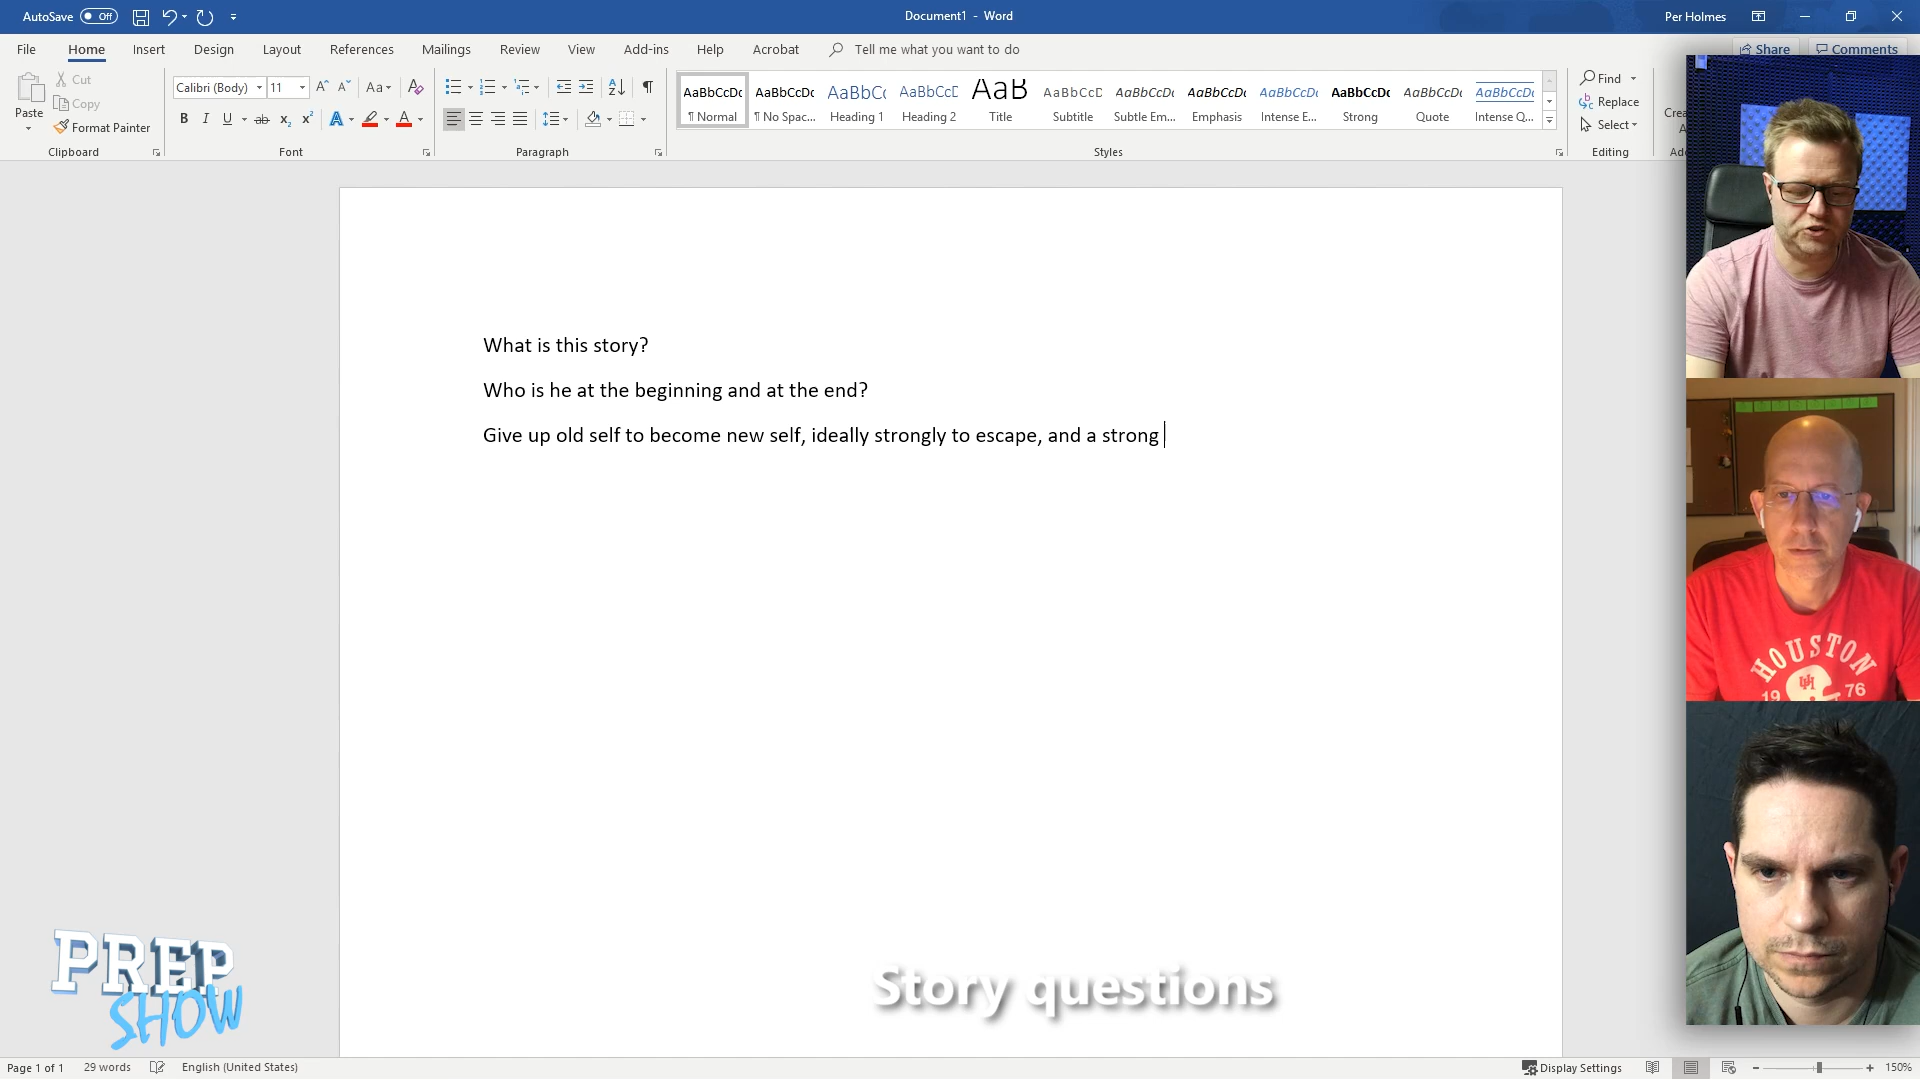 AutoSave Off
Document1 - Word
Per Holmes
File Home Insert Design Layout References Mailings Review View Add-ins Help Acrobat Tell me what you want to do
Share Comments
Paste
Cut
Copy
Format Painter
Clipboard
Calibri (Body) 11
Aa
B I U ab x₂ x²
A A
Font
Paragraph
AaBbCcDc AaBbCcDc AaBbCc AaBbCcD AaB AaBbCcD AaBbCcDc AaBbCcDc AaBbCcDc AaBbCcDc AaBbCcDc AaBbCcDc
¶ Normal ¶ No Spac... Heading 1 Heading 2 Title Subtitle Subtle Em... Emphasis Intense E... Strong Quote Intense Q...
Styles
Find
Replace
Select
Editing
What is this story?
Who is he at the beginning and at the end?
Give up old self to become new self, ideally strongly to escape, and a strong
HOUSTON
19 76
PREP
SHOW
Story questions
Page 1 of 1 29 words English (United States)
Display Settings
150%